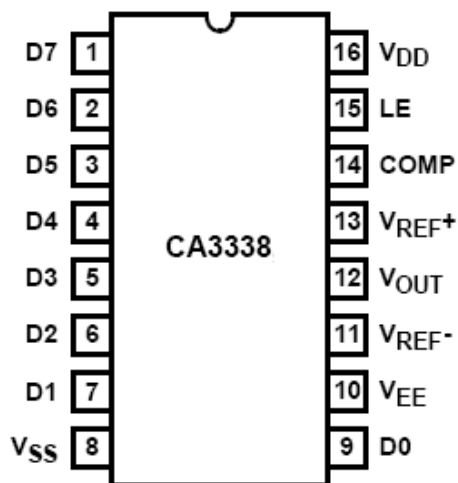 D7 1 16 VDD
D6 2 15 LE
D5 3 14 COMP
D4 4 13 VREF+
CA3338
D3 5 12 VOUT
D2 6 11 VREF-
D1 7 10 VEE
VSS 8 9 D0